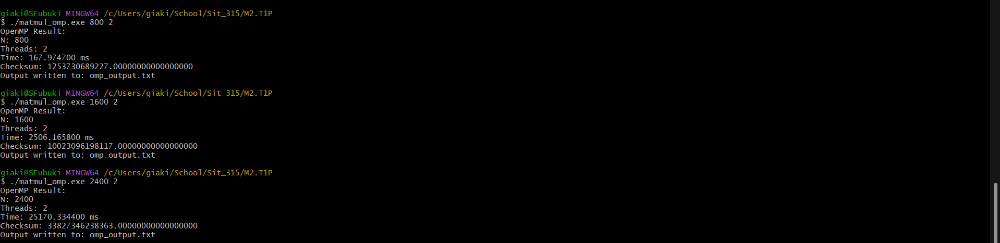 giaki@SFubuki MINGW64 /c/Users/giaki/School/Sit_315/M2.T1P
$ ./matmul_omp.exe 800 2
OpenMP Result:
N: 800
Threads: 2
Time: 167.974700 ms
Checksum: 1253730689227.00000000000000000
Output written to: omp_output.txt
giaki@SFubuki MINGW64 /c/Users/giaki/School/Sit_315/M2.T1P
$ ./matmul_omp.exe 1600 2
OpenMP Result:
N: 1600
Threads: 2
Time: 2506.165800 ms
Checksum: 10023096198117.00000000000000000
Output written to: omp_output.txt
giaki@SFubuki MINGW64 /c/Users/giaki/School/Sit_315/M2.T1P
$ ./matmul_omp.exe 2400 2
OpenMP Result:
N: 2400
Threads: 2
Time: 25170.334400 ms
Checksum: 33827346238363.00000000000000000
Output written to: omp_output.txt